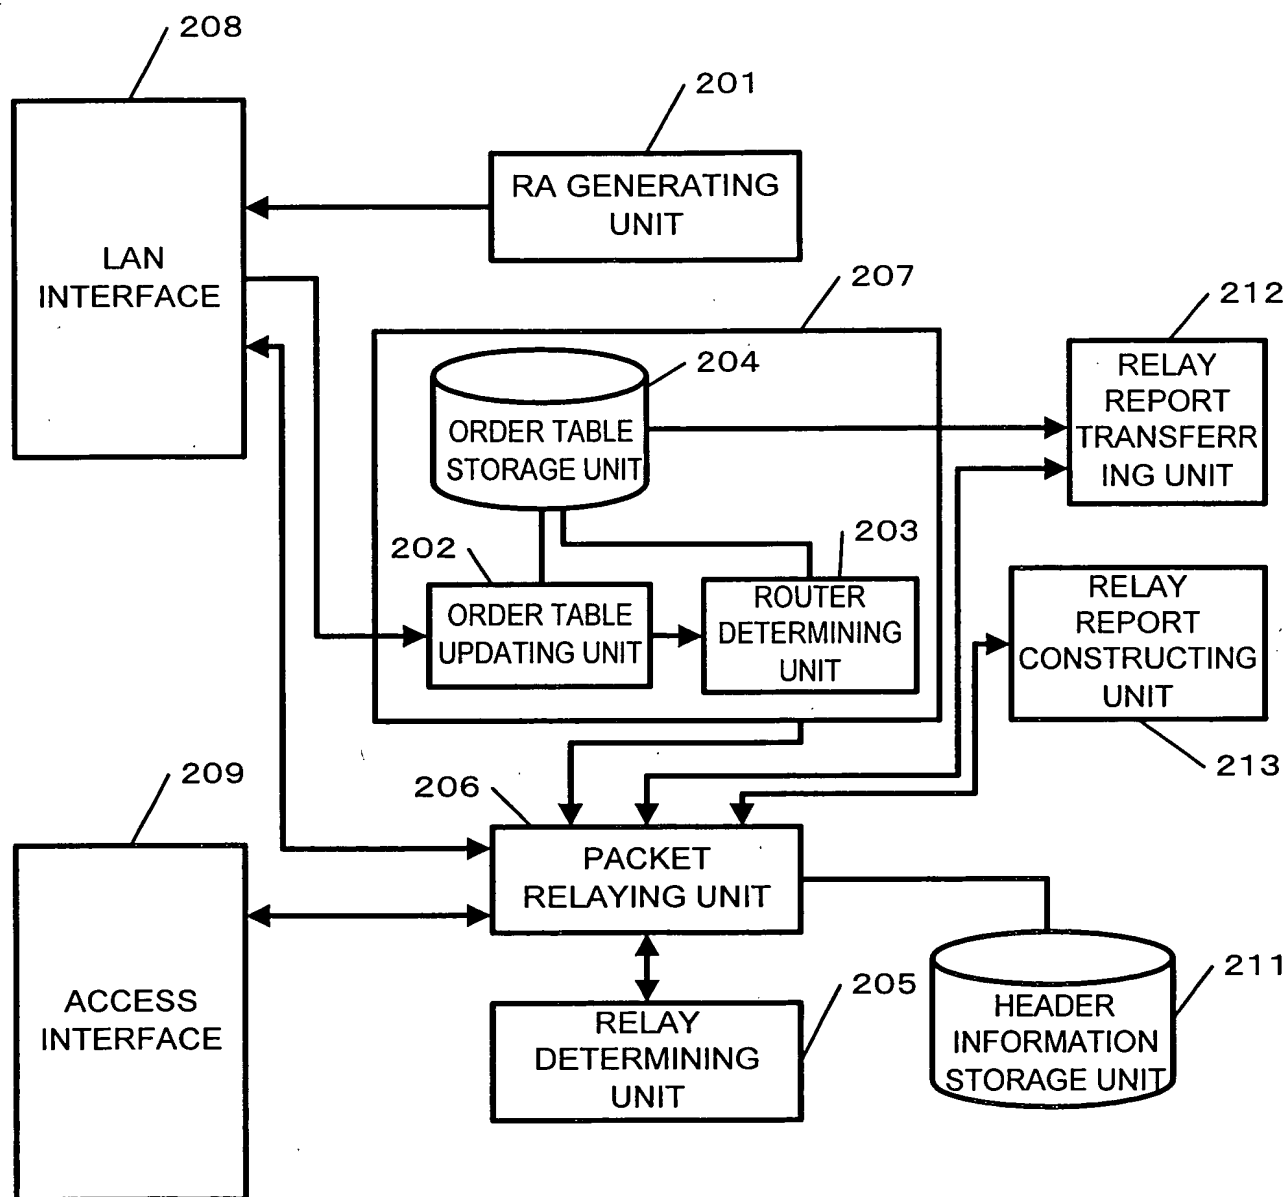 208
201
RA GENERATING
UNIT
LAN
INTERFACE
207
212
204
RELAY
REPORT
TRANSFERR
ING UNIT
ORDER TABLE
STORAGE UNIT
202
203
ORDER TABLE
UPDATING UNIT
ROUTER
DETERMINING
UNIT
RELAY
REPORT
CONSTRUCTING
UNIT
213
209
206
PACKET
RELAYING UNIT
ACCESS
INTERFACE
205
RELAY
DETERMINING
UNIT
211
HEADER
INFORMATION
STORAGE UNIT